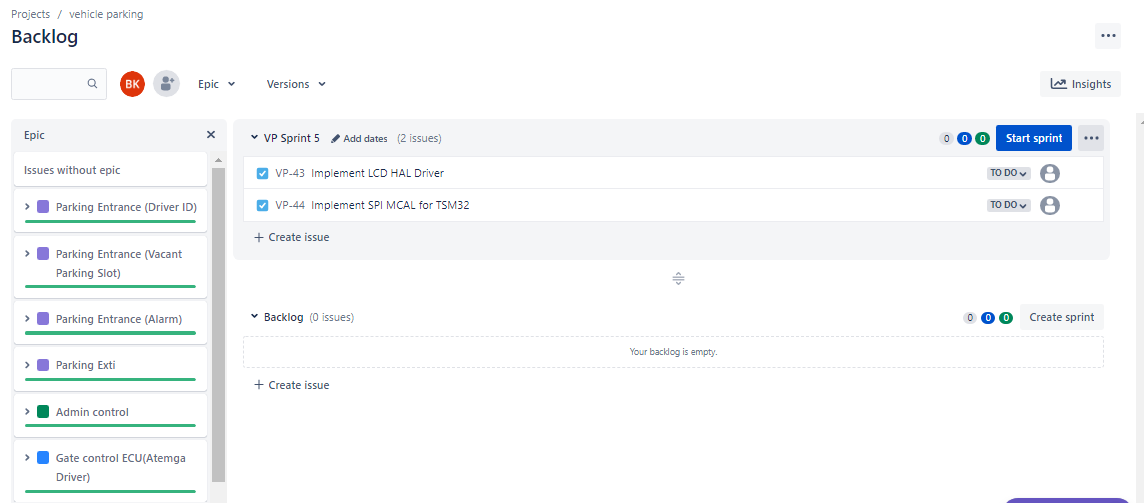 Projects / vehicle parking
Backlog
BK
Epic
Versions
Insights
Epic
Issues without epic
Parking Entrance (Driver ID)
Parking Entrance (Vacant
Parking Slot)
Parking Entrance (Alarm)
Parking Exti
Admin control
Gate control ECU(Atemga
Driver)
VP Sprint 5 Add dates (2 issues)
0 0 0 Start sprint
VP-43 Implement LCD HAL Driver TO DO
VP-44 Implement SPI MCAL for TSM32 TO DO
+ Create issue
Backlog (0 issues)
0 0 0 Create sprint
Your backlog is empty.
+ Create issue